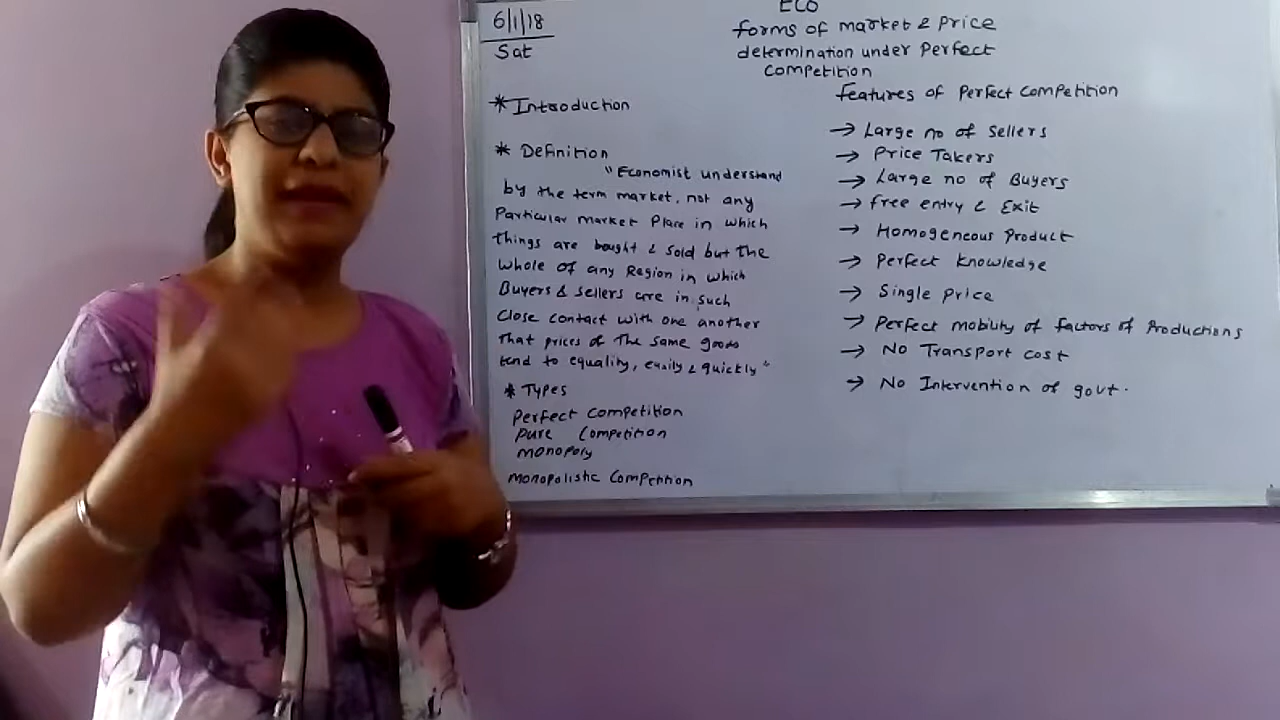 6/1/18
Sat
ECO
forms of market & Price
determination under Perfect
Competition
* Introduction
* Definition
"Economist understand
by the term market, not any
Particular market Place in which
things are bought & sold but the
whole of any Region in which
Buyers & sellers are in such
Close contact with one another
that prices of the same goods
tend to equality, easily & quickly"
* Types
Perfect Competition
Pure Competition
monopoly
monopolistic Competition
features of Perfect Competition
→ Large no of sellers
→ Price Takers
→ Large no of Buyers
→ free entry & Exit
→ Homogeneous Product
→ Perfect Knowledge
→ Single Price
→ Perfect mobility of factors of Productions
→ No Transport cost
→ No Intervention of govt.